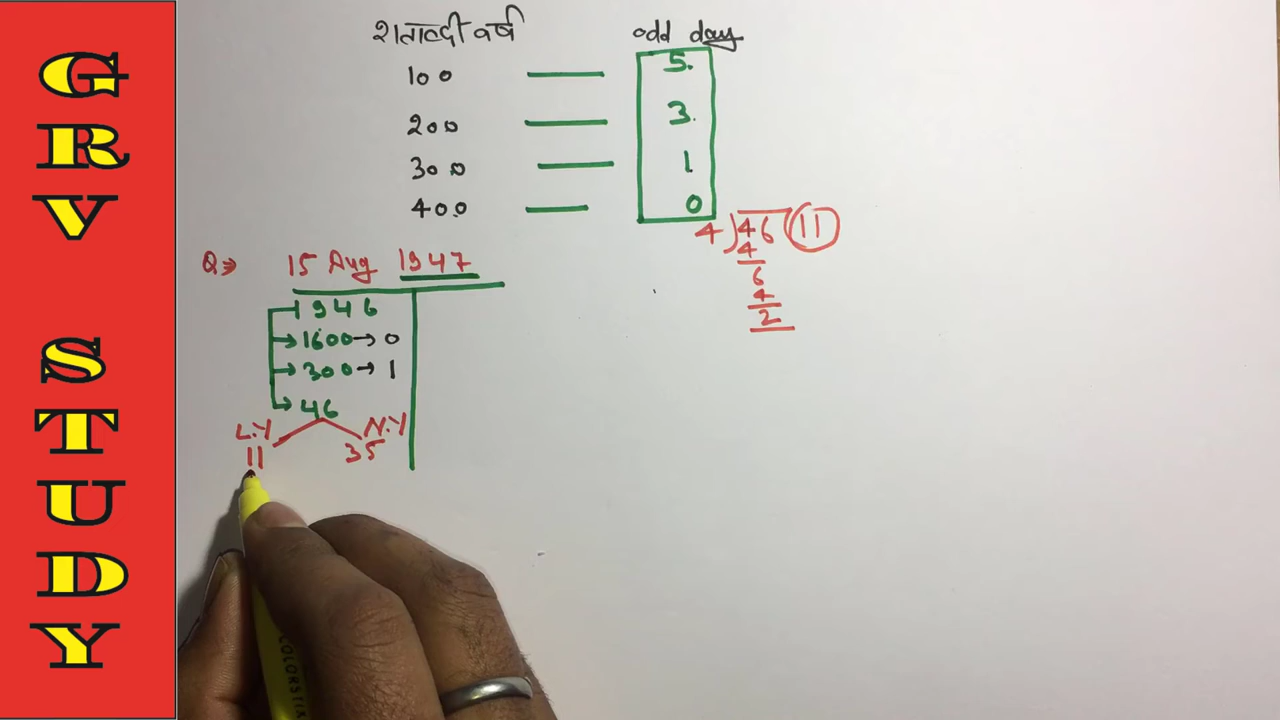 GRV STUDY
शताब्दी वर्ष odd day
100 — 5.
200 — 3.
300 — 1
400 — 0
4)46(11
4
6
4
2
Q⇒ 15 Aug 1947
1946
→1600→0
→300→1
→46
L.Y N.Y
11 35
COLORSTIX